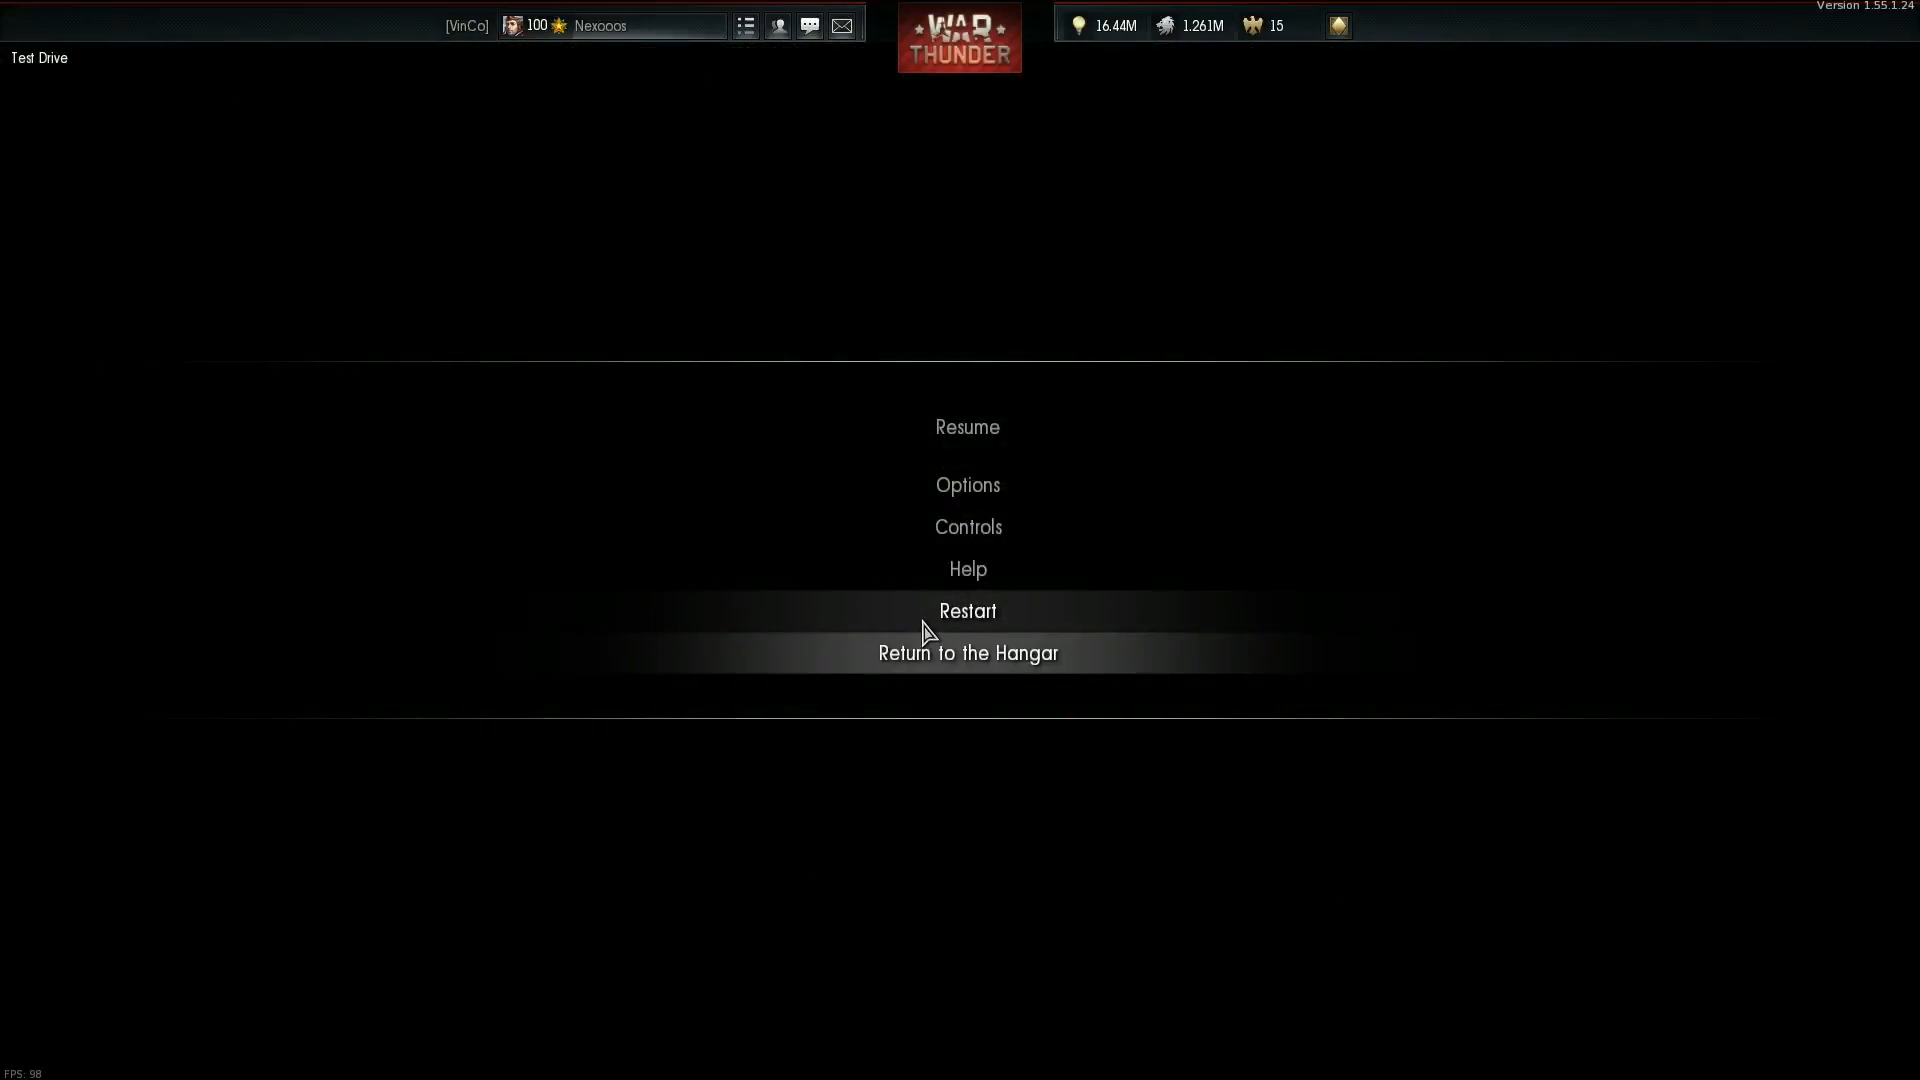 Version 1.55.1.24
[VinCo] 100 Nexooos
WAR THUNDER
16.44M 1.261M 15
Test Drive
Resume
Options
Controls
Help
Restart
Return to the Hangar
FPS: 98